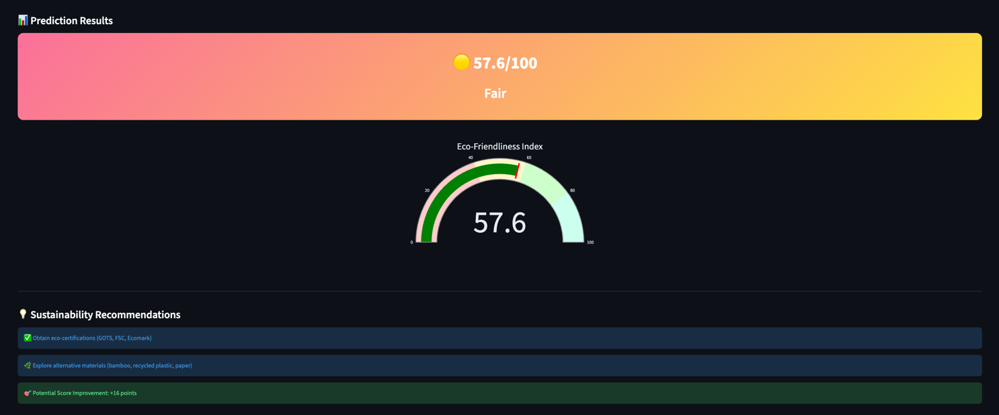 📊 Prediction Results
🟡 57.6/100
Fair
Eco-Friendliness Index
40
60
20
80
57.6
0
100
💡 Sustainability Recommendations
✅ Obtain eco-certifications (GOTS, FSC, Ecomark)
🌿 Explore alternative materials (bamboo, recycled plastic, paper)
🎯 Potential Score Improvement: +16 points